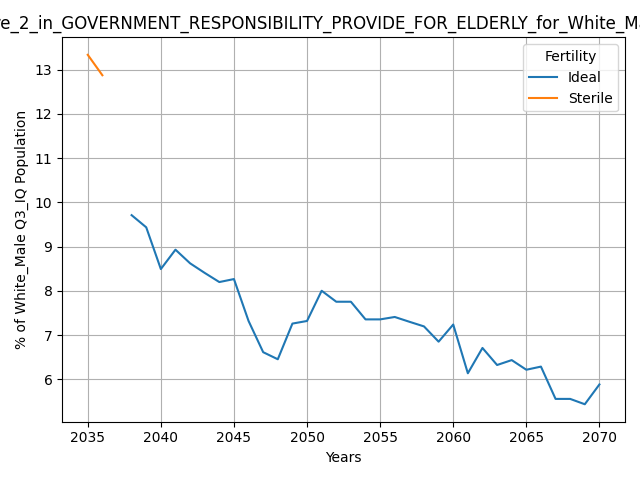 re_2_in_GOVERNMENT_RESPONSIBILITY_PROVIDE_FOR_ELDERLY_for_White_Ma
Fertility
Ideal
Sterile
% of White_Male Q3_IQ Population
13
12
11
10
9
8
7
6
2035 2040 2045 2050 2055 2060 2065 2070
Years